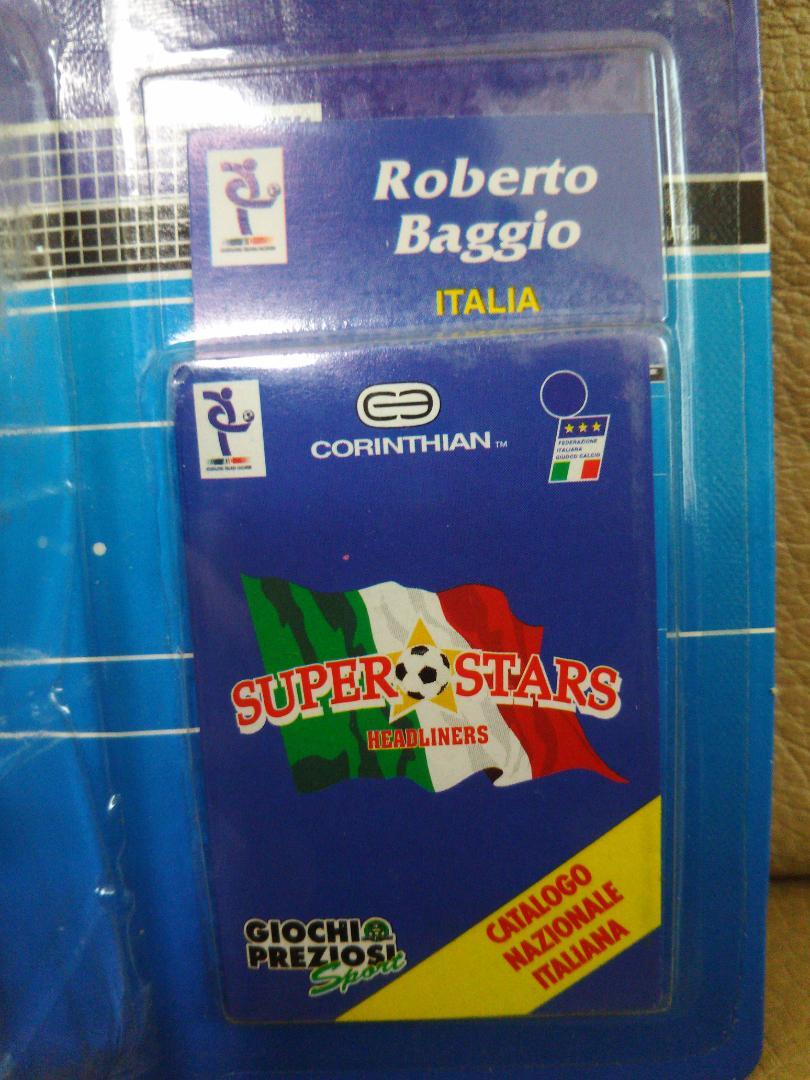 Roberto
Baggio
ITALIA
CORINTHIAN™
FEDERAZIONE
ITALIANA
GIUOCO CALCIO
SUPER STARS
HEADLINERS
CATALOGO
NAZIONALE
ITALIANA
GIOCHI
PREZIOSI
Sport